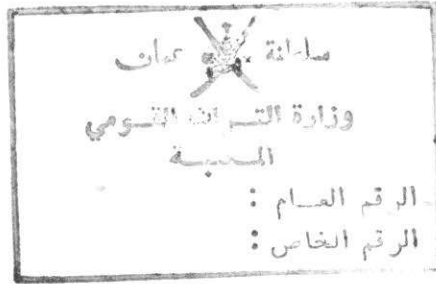 سلطنة عمان
وزارة التراث القومي
الرقم العام :
الرقم الخاص :